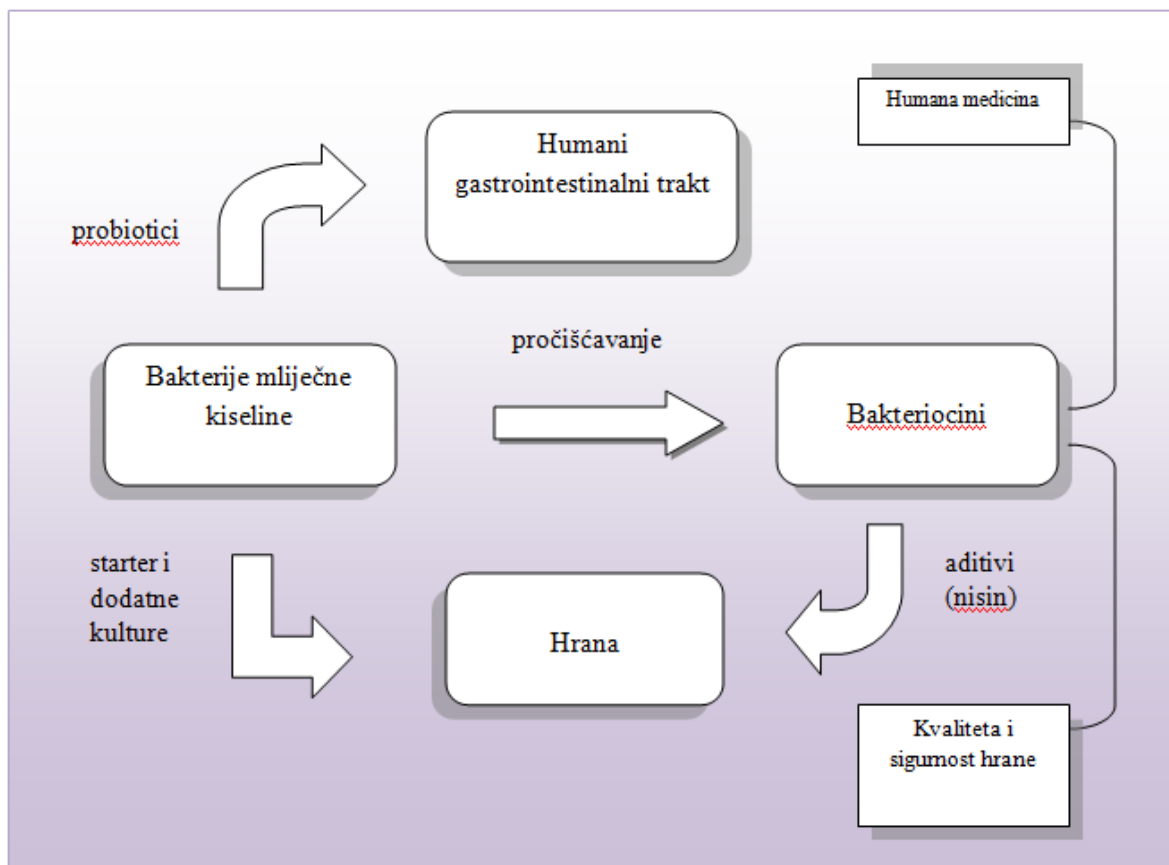 Humana medicina
Humani
gastrointestinalni trakt
probiotici
pročišćavanje
Bakterije mliječne
kiseline
Bakteriocini
starter i
dodatne
kulture
aditivi
(nisin)
Hrana
Kvaliteta i
sigurnost hrane